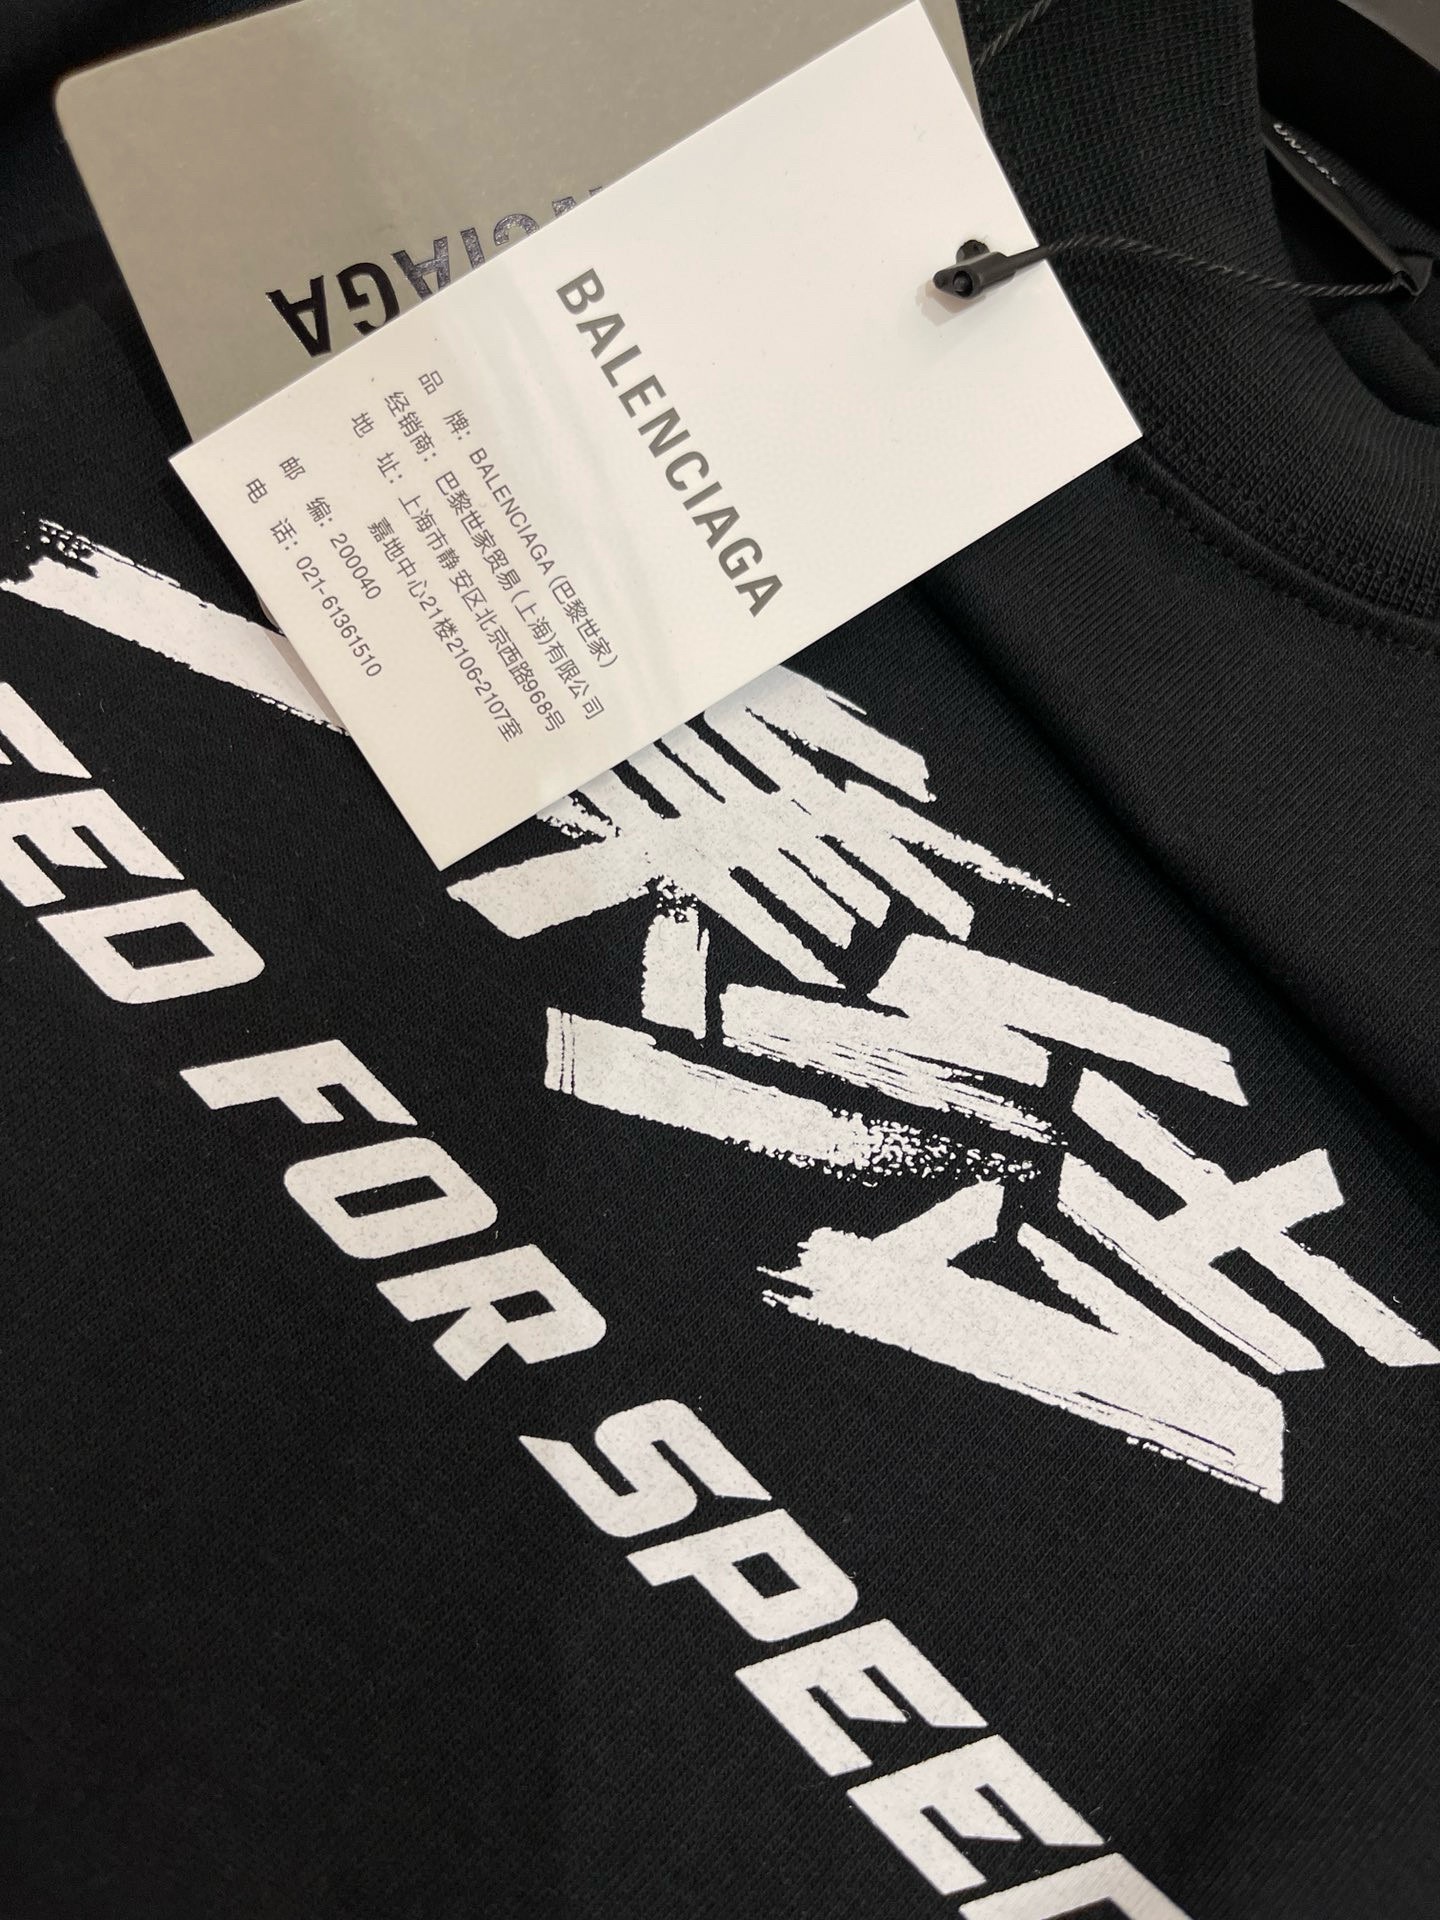 BALENCIAGA
品 牌: BALENCIAGA (巴黎世家)
经销商: 巴黎世家贸易(上海)有限公司
地 址: 上海市静安区北京西路968号
嘉地中心21楼2106-2107室
邮 编: 200040
电 话: 021-61361510
CIAGA
EED FOR SPEED